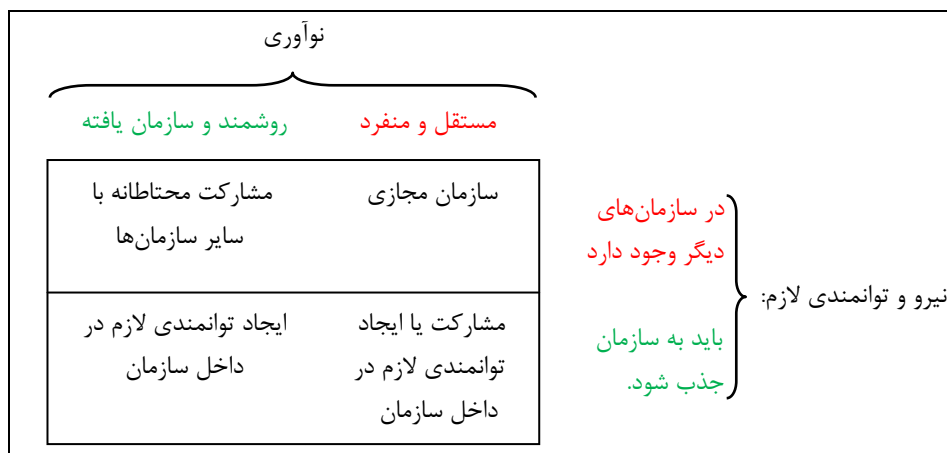 نوآوری
مستقل و منفرد
روشمند و سازمان یافته
سازمان مجازی
مشارکت محتاطانه با
سایر سازمان‌ها
در سازمان‌های
دیگر وجود دارد
نیرو و توانمندی لازم:
باید به سازمان
جذب شود.
مشارکت یا ایجاد
توانمندی لازم در
داخل سازمان
ایجاد توانمندی لازم در
داخل سازمان